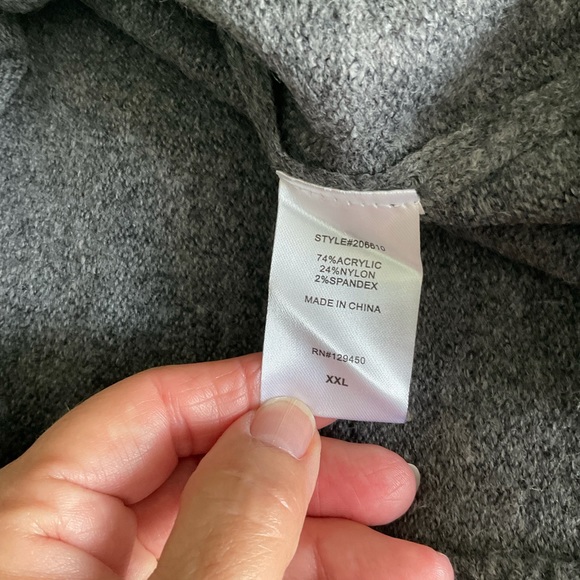 STYLE#206610
74%ACRYLIC
24%NYLON
2%SPANDEX
MADE IN CHINA
RN#129450
XXL